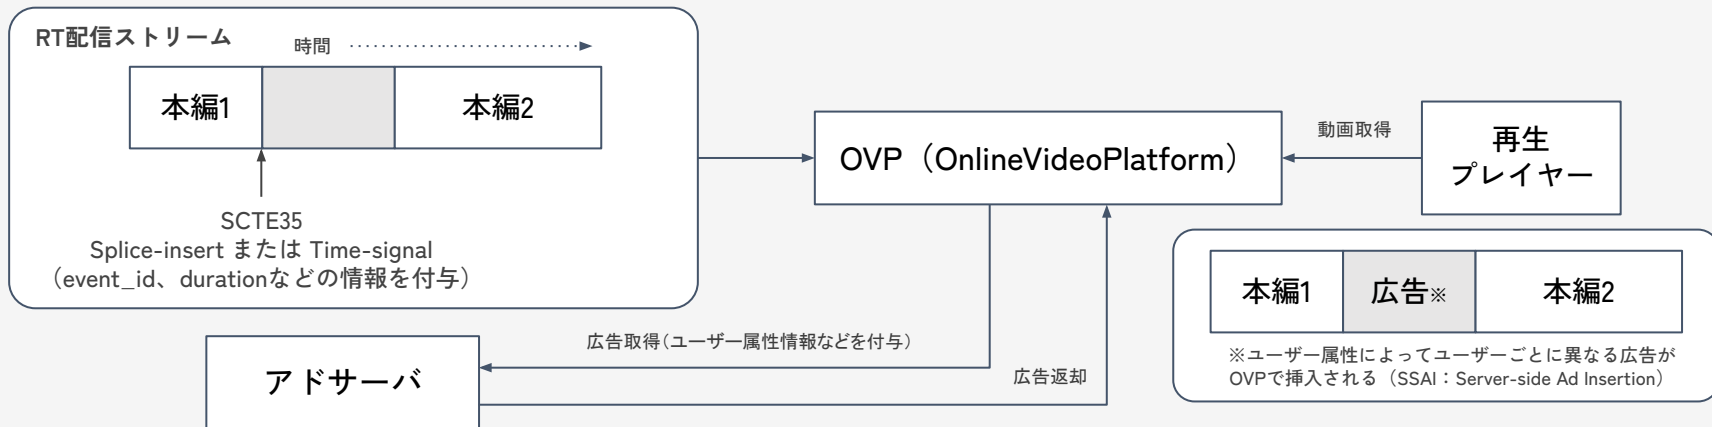 RT配信ストリーム
時間
本編1
本編2
SCTE35
Splice-insert または Time-signal
（event_id、durationなどの情報を付与）
OVP（OnlineVideoPlatform）
動画取得
再生
プレイヤー
本編1
広告※
本編2
※ユーザー属性によってユーザーごとに異なる広告が
OVPで挿入される（SSAI：Server-side Ad Insertion）
広告取得（ユーザー属性情報などを付与）
広告返却
アドサーバ